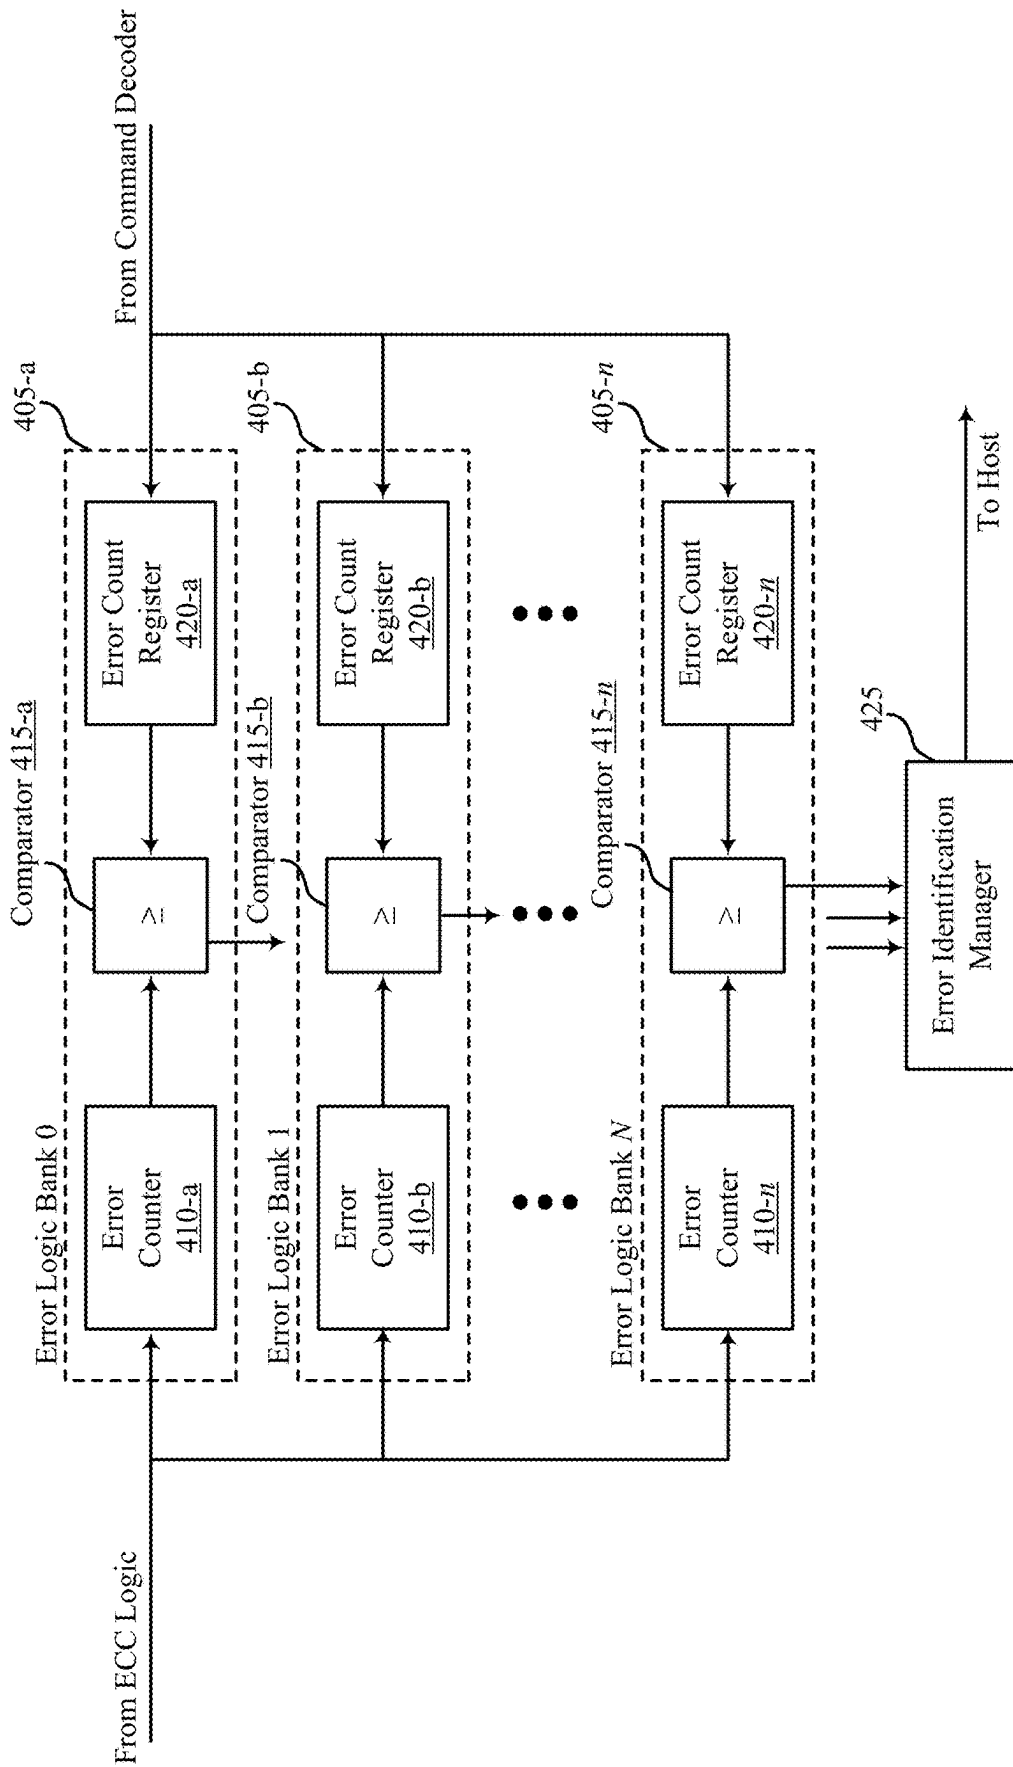 From ECC Logic
From Command Decoder
Error Logic Bank 0
Comparator 415-a
405-a
Error
Counter
410-a
≥
Error Count
Register
420-a
Error Logic Bank 1
Comparator 415-b
405-b
Error
Counter
410-b
≥
Error Count
Register
420-b
Error Logic Bank N
Comparator 415-n
405-n
Error
Counter
410-n
≥
Error Count
Register
420-n
425
Error Identification
Manager
To Host